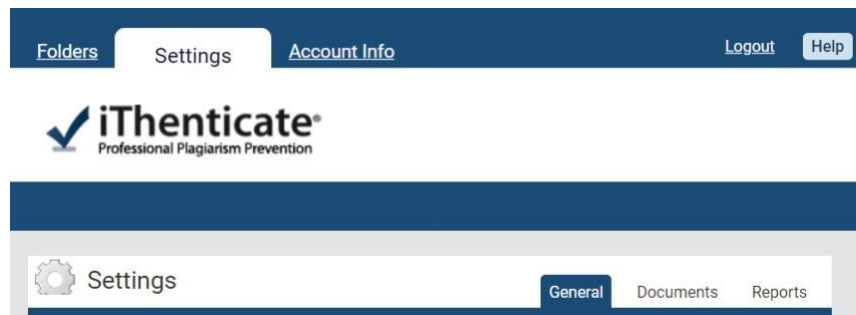 Folders Settings Account Info Logout Help
iThenticate®
Professional Plagiarism Prevention
Settings General Documents Reports